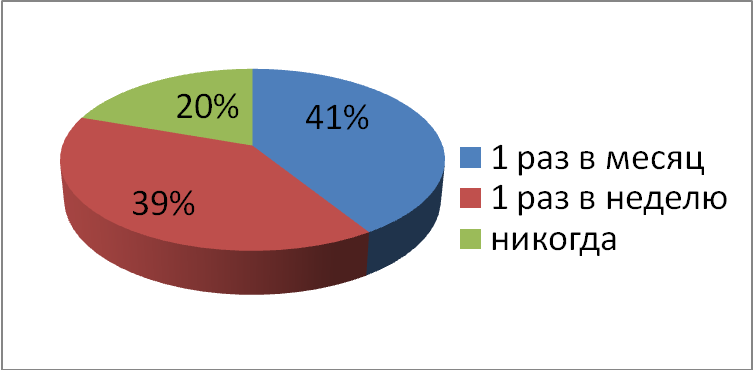 20%
41%
39%
1 раз в месяц
1 раз в неделю
никогда